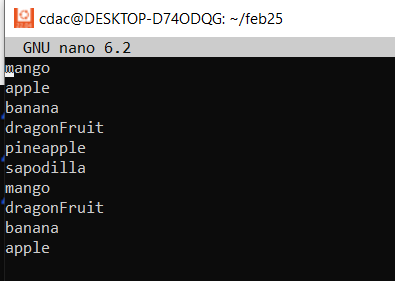 cdac@DESKTOP-D74ODQG: ~/feb25
GNU nano 6.2
mango
apple
banana
dragonFruit
pineapple
sapodilla
mango
dragonFruit
banana
apple